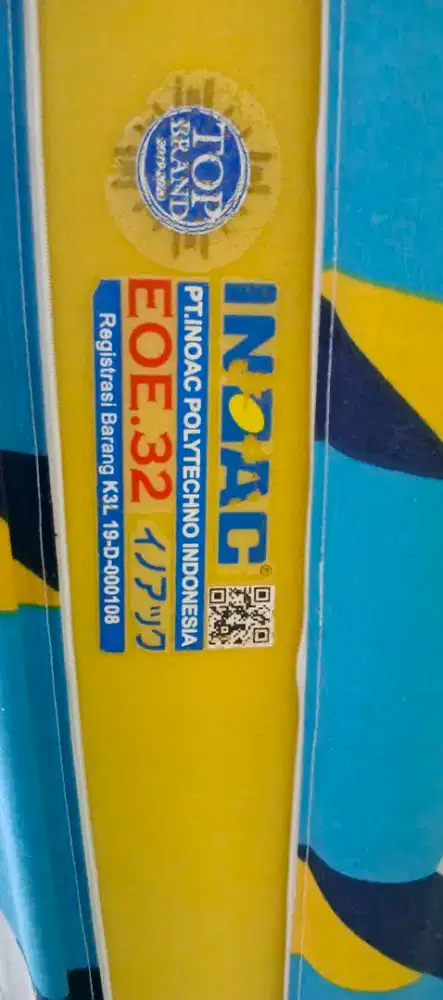 TOP
BRAND
INOAC®
PT.INOAC POLYTECHNO INDONESIA
EOE.32 イノアック
Registrasi Barang K3L 19-D-000108